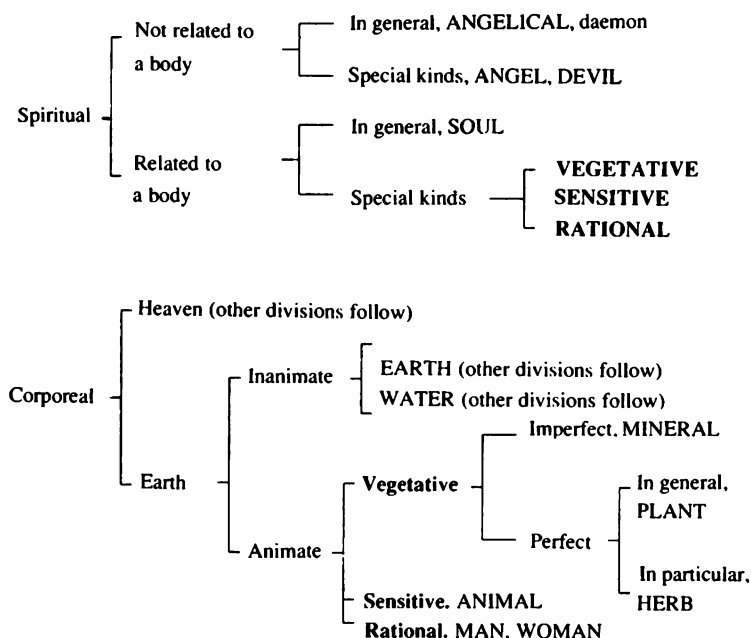 In general, ANGELICAL, daemon
Not related to
a body
Special kinds, ANGEL, DEVIL
Spiritual
In general, SOUL
Related to
a body
Special kinds
VEGETATIVE
SENSITIVE
RATIONAL
Heaven (other divisions follow)
Inanimate
EARTH (other divisions follow)
WATER (other divisions follow)
Corporeal
Earth
Imperfect, MINERAL
Vegetative
In general,
PLANT
Perfect
Animate
In particular,
HERB
Sensitive. ANIMAL
Rational. MAN, WOMAN